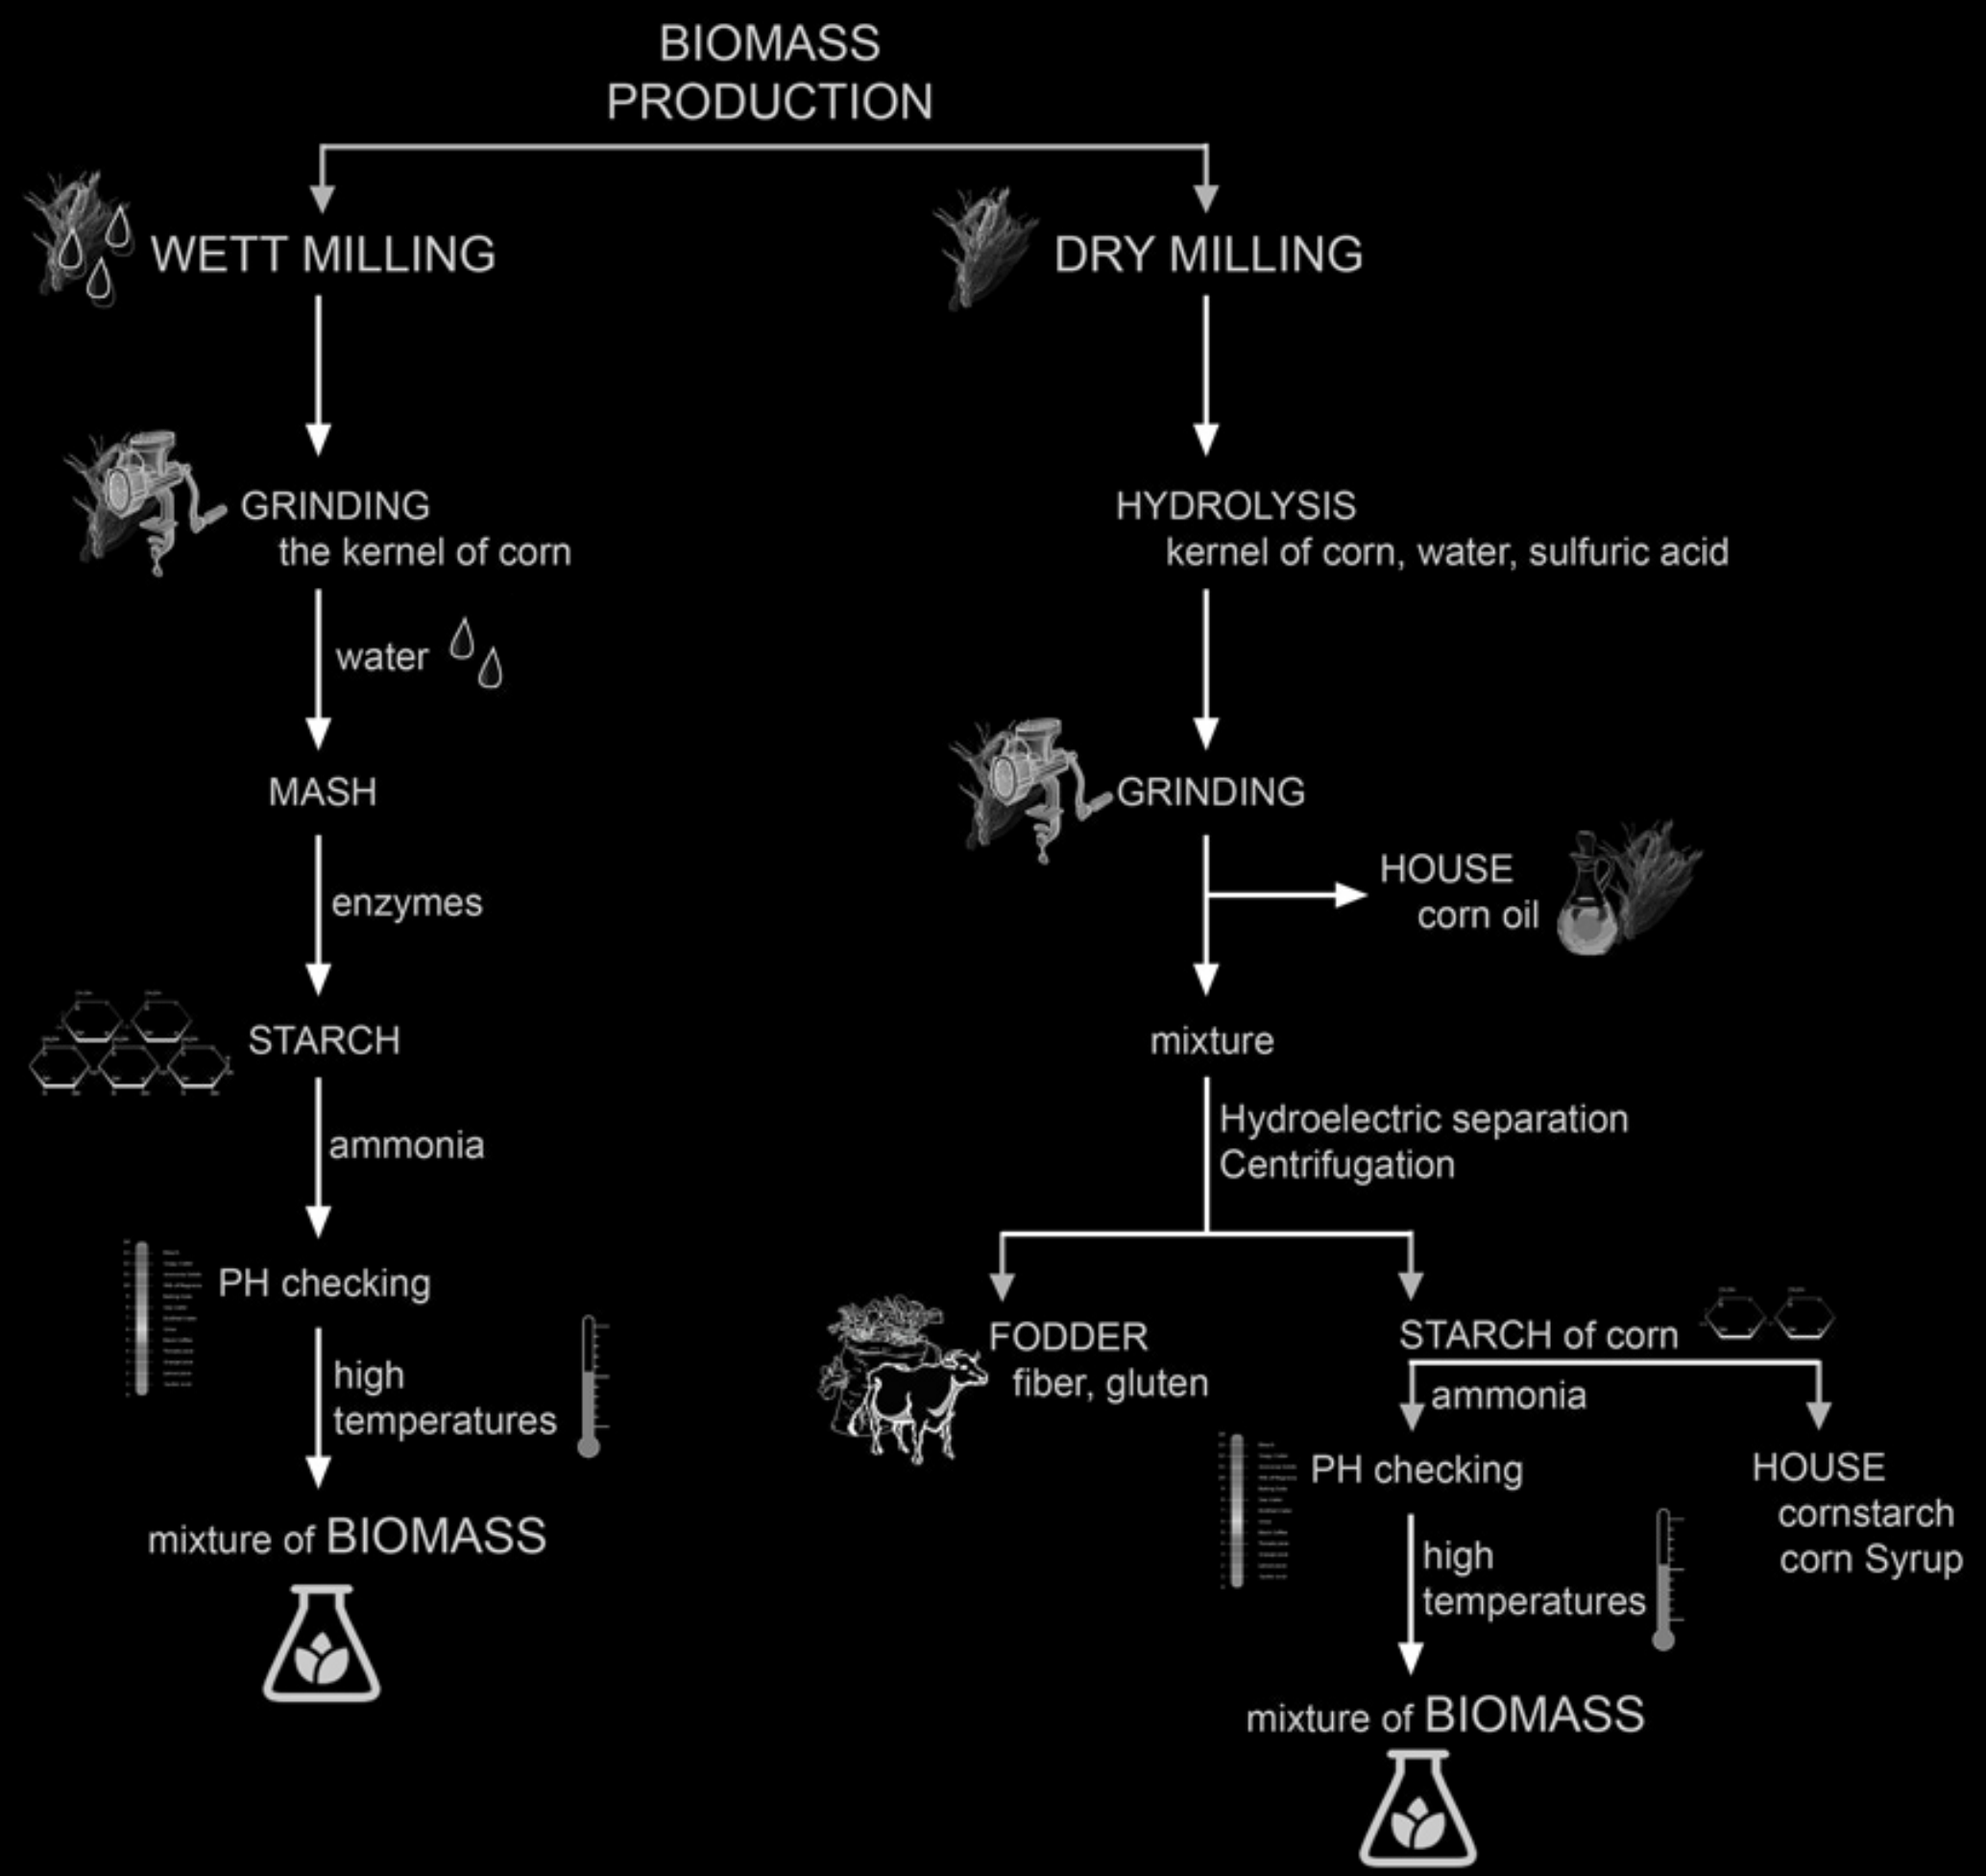 BIOMASS
PRODUCTION
WETT MILLING
GRINDING
the kernel of corn
water
MASH
enzymes
STARCH
ammonia
PH checking
high
temperatures
mixture of BIOMASS
DRY MILLING
HYDROLYSIS
kernel of corn, water, sulfuric acid
GRINDING
HOUSE
corn oil
mixture
Hydroelectric separation
Centrifugation
FODDER
fiber, gluten
STARCH of corn
ammonia
PH checking
high
temperatures
mixture of BIOMASS
HOUSE
cornstarch
corn Syrup